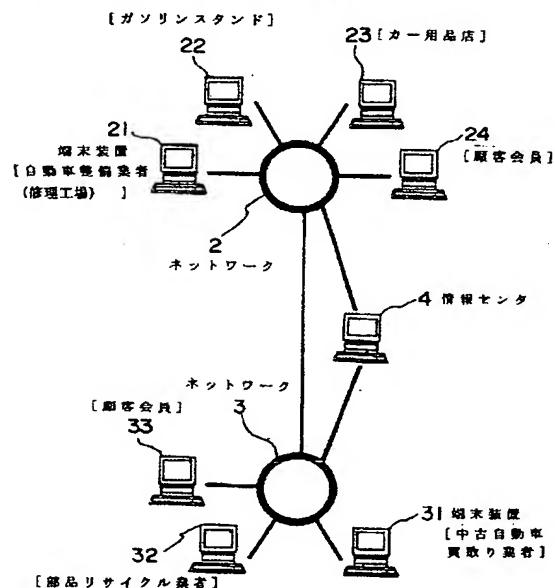 [ガソリンスタンド]
22
23 [カー用品店]
21
端末装置
[自動車整備業者
(修理工場) ]
24
[顧客会員]
2
ネットワーク
4 情報センタ
ネットワーク
3
[顧客会員]
33
31 端末装置
[中古自動車
買取り業者]
32
[部品リサイクル業者]